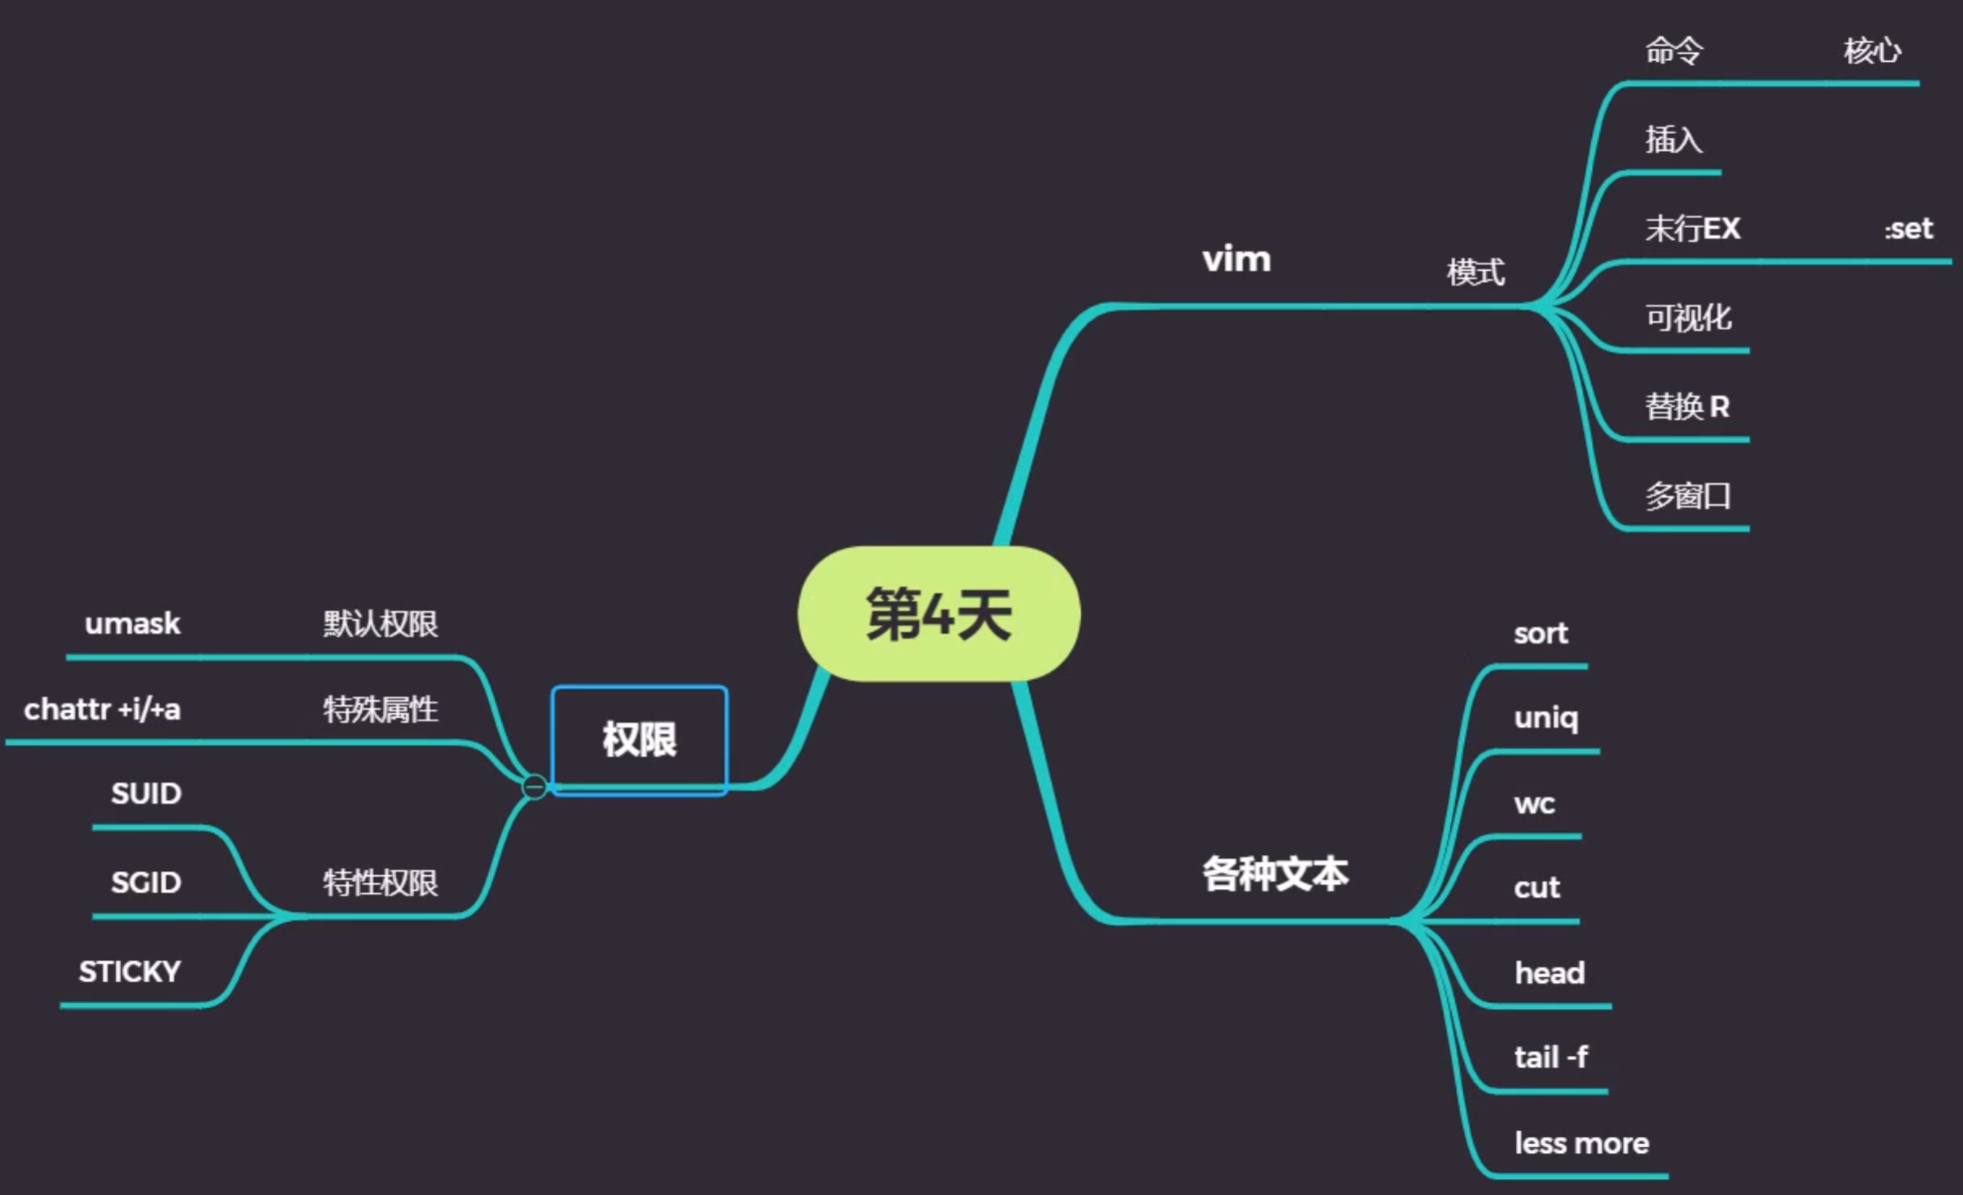 第4天
vim
模式
命令
核心
插入
末行EX
:set
可视化
替换 R
多窗口
各种文本
sort
uniq
wc
cut
head
tail -f
less more
权限
默认权限
umask
特殊属性
chattr +i/+a
特性权限
SUID
SGID
STICKY